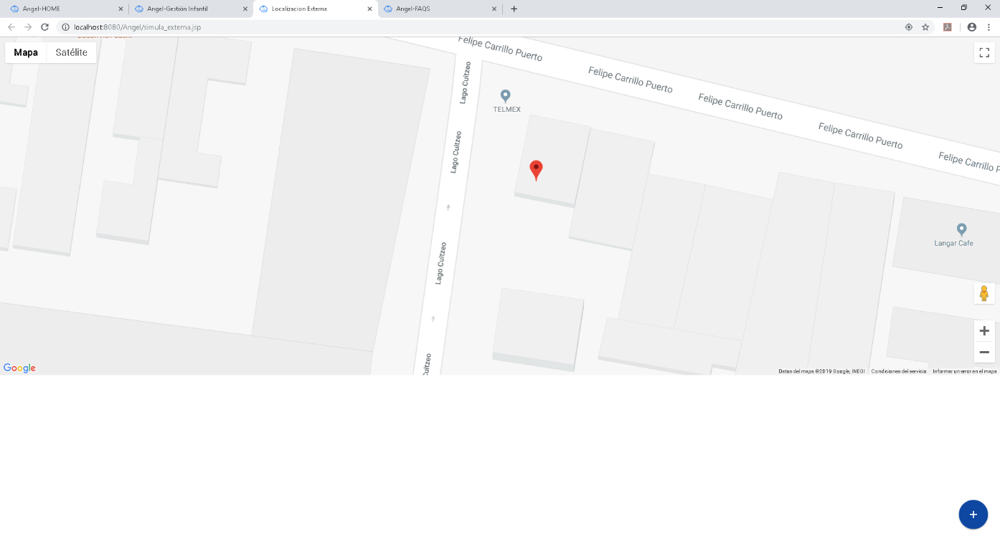 Angel-HOME
Angel-Gestión Infantil
Localizacion Externa
Angel-FAQS
localhost:8080/Angel/simula_externa.jsp
Mapa
Satélite
Felipe Carrillo Puerto
Felipe Carrillo Puerto
Felipe Carrillo Puerto
Felipe Carrillo Puerto
Felipe Carrillo P
Lago Cuitzeo
TELMEX
Lago Cuitzeo
Langar Cafe
Lago Cuitzeo
Cuitzeo
Google
Datos del mapa ©2019 Google, INEGI
Condiciones del servicio
Informar un error en el mapa